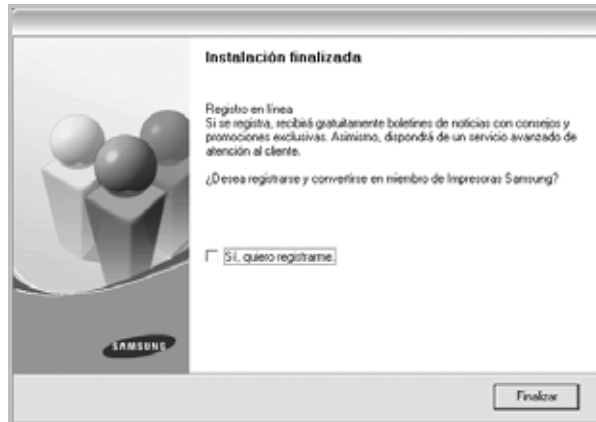 Instalación finalizada
Registro en línea
Si se registra, recibirá gratuitamente boletines de noticias con consejos y
promociones exclusivas. Asimismo, dispondrá de un servicio avanzado de
atención al cliente.
¿Desea registrarse y convertirse en miembro de Impresoras Samsung?
Sí, quiero registrarme.
SAMSUNG
Finalizar